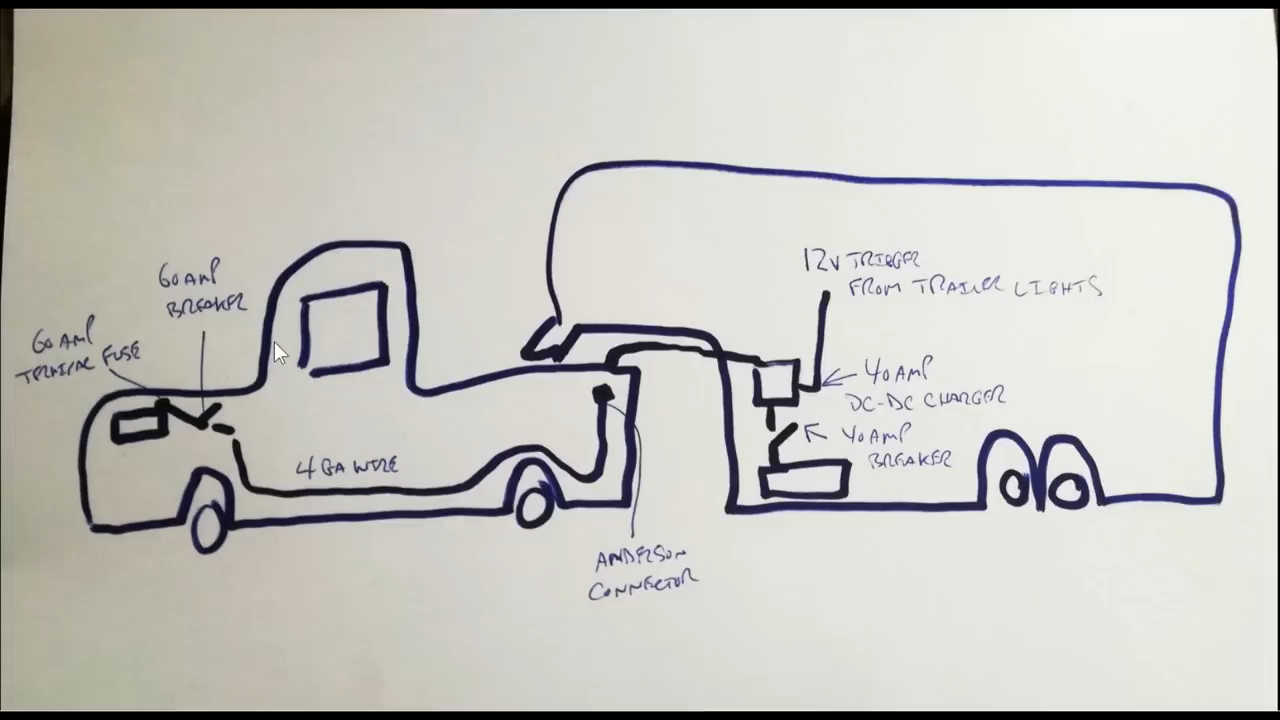 60 AMP
BREAKER
60 AMP
TERMINAL FUSE
4 GA WIRE
ANDERSON
CONNECTOR
12V TRIGGER
FROM TRAILER LIGHTS
40 AMP
DC-DC CHARGER
40 AMP
BREAKER